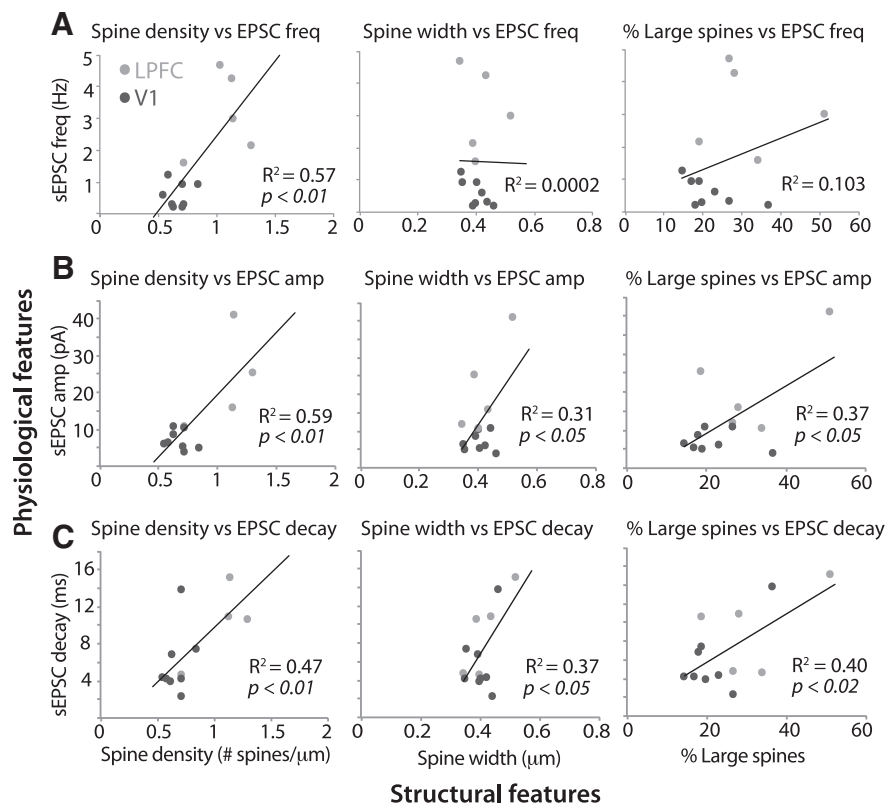 A
Spine density vs EPSC freq
Spine width vs EPSC freq
% Large spines vs EPSC freq
sEPSC freq (Hz)
5
4
3
2
1
0
LPFC
V1
R² = 0.57
p < 0.01
0 0.5 1 1.5 2
R² = 0.0002
0 0.2 0.4 0.6 0.8
R² = 0.103
0 10 20 30 40 50 60
Physiological features
B
Spine density vs EPSC amp
Spine width vs EPSC amp
% Large spines vs EPSC amp
sEPSC amp (pA)
40
30
20
10
R² = 0.59
p < 0.01
0 0.5 1 1.5 2
R² = 0.31
p < 0.05
0 0.2 0.4 0.6 0.8
R² = 0.37
p < 0.05
20 40 60
C
Spine density vs EPSC decay
Spine width vs EPSC decay
% Large spines vs EPSC decay
sEPSC decay (ms)
16
12
8
4
R² = 0.47
p < 0.01
0 0.5 1 1.5 2
Spine density (# spines/μm)
R² = 0.37
p < 0.05
0 0.2 0.4 0.6 0.8
Spine width (μm)
R² = 0.40
p < 0.02
0 10 20 30 40 50 60
% Large spines
Structural features